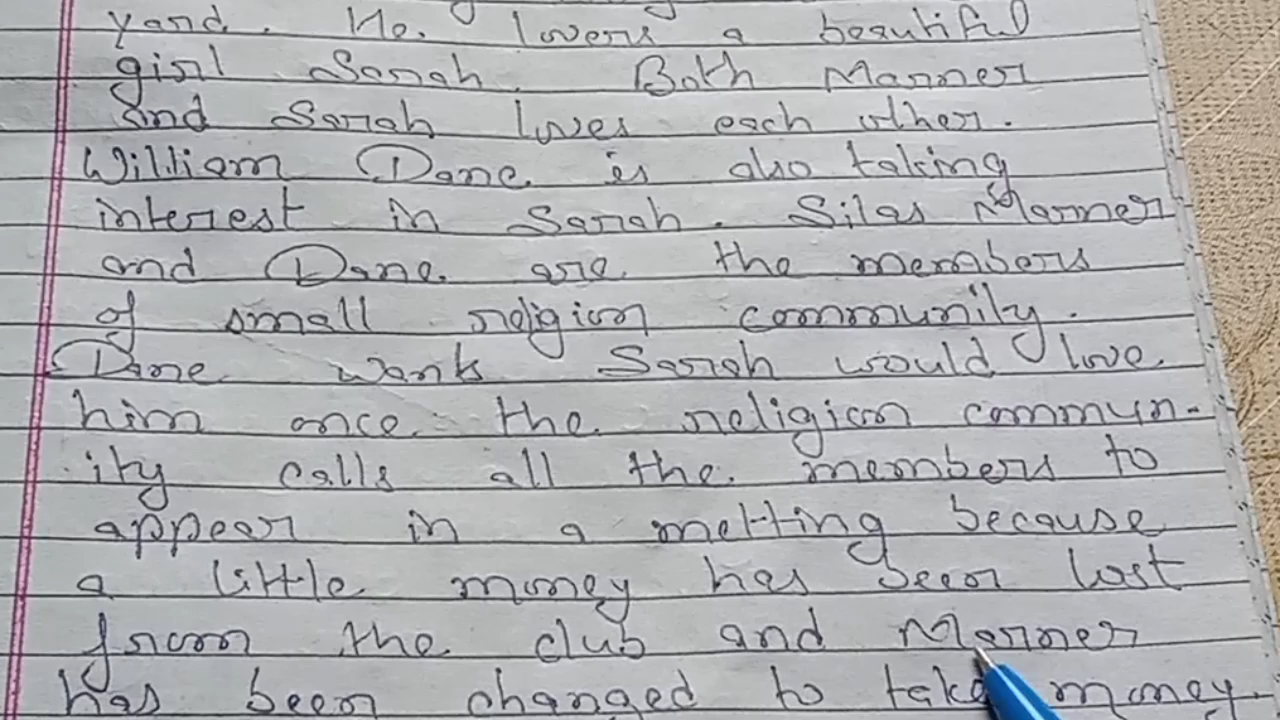 yard. He. lovers a beautiful
girl Sarah. Both Marner
and Sarah loves each other.
William Dane is also taking
interest in Sarah. Silas Marner
and Dane are the members
of small religion community.
Dane wants Sarah would love
him once the religion commun-
ity calls all the members to
appear in a metting because
a little money has been lost
from the club and Marner
has been changed to take money.